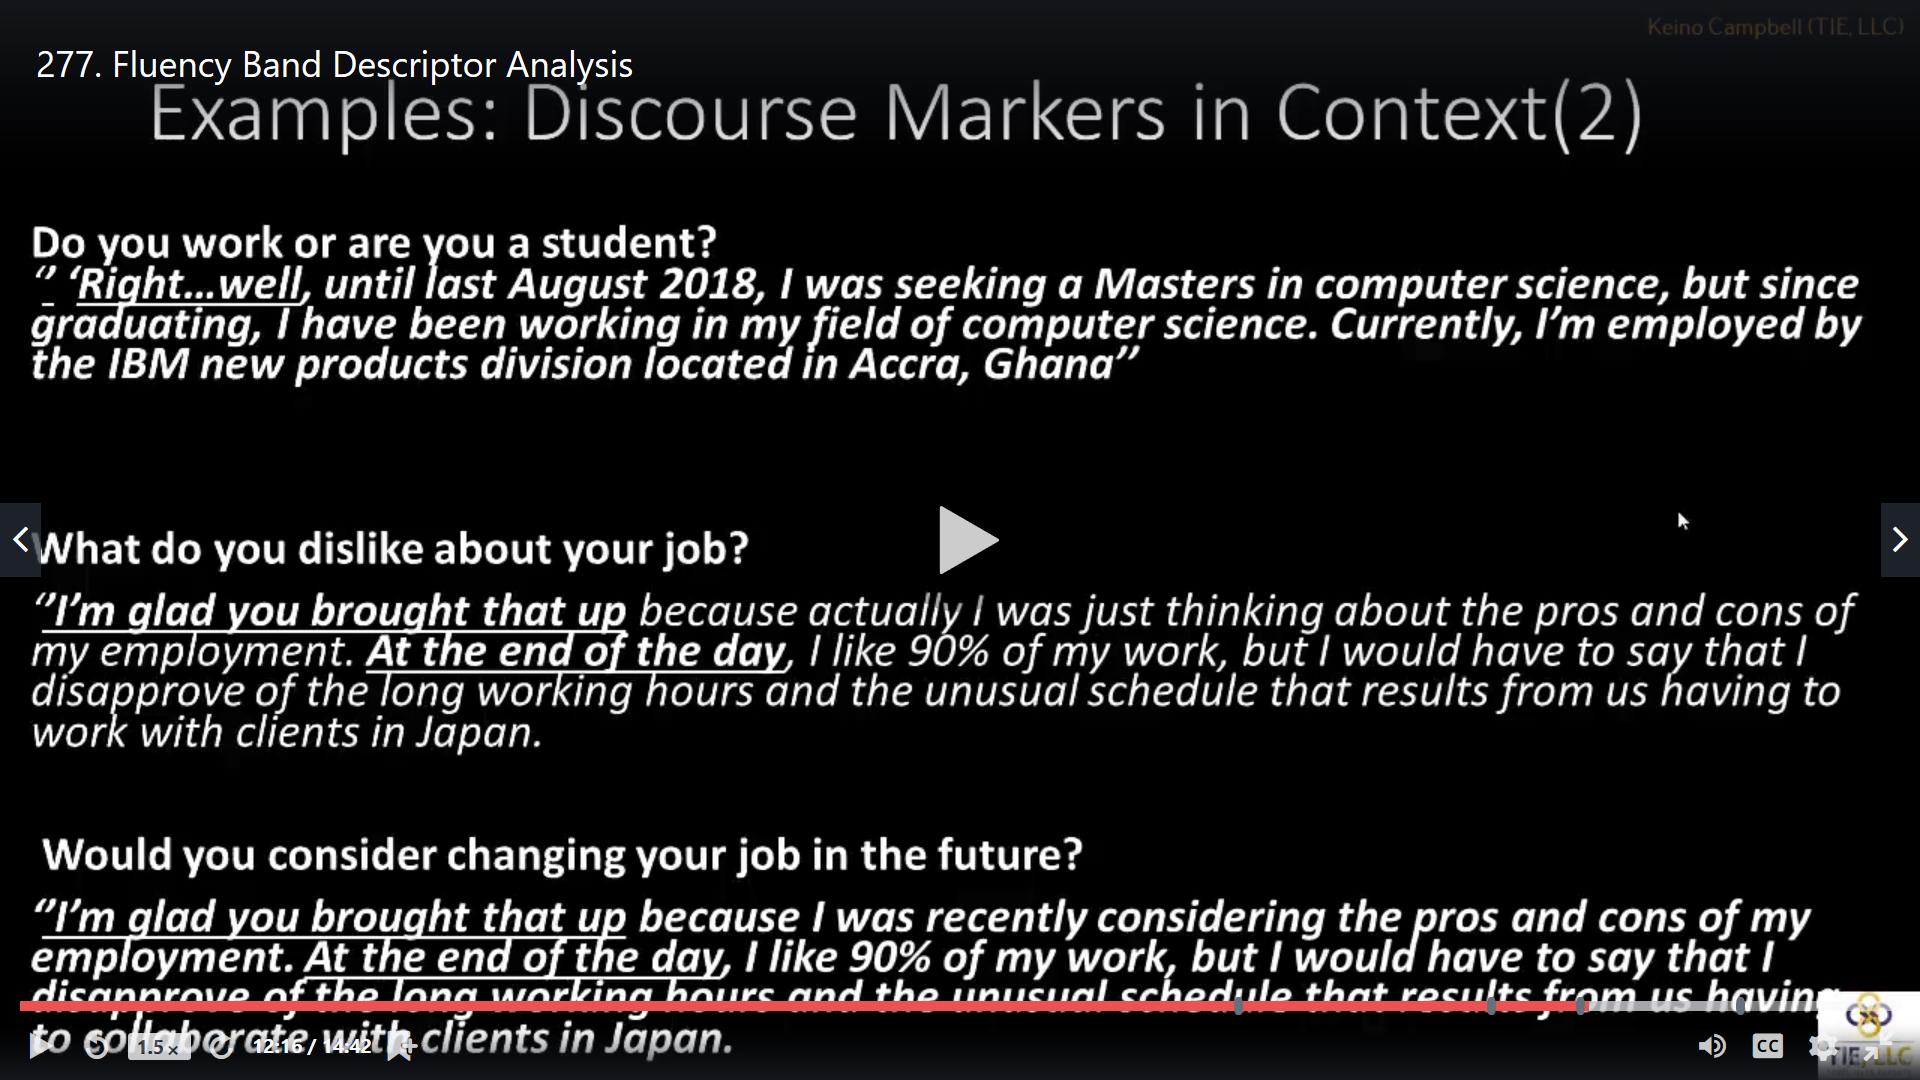 Keino Campbell (TIE, LLC)
277. Fluency Band Descriptor Analysis
Examples: Discourse Markers in Context(2)
Do you work or are you a student?
“ ‘Right...well, until last August 2018, I was seeking a Masters in computer science, but since
graduating, I have been working in my field of computer science. Currently, I’m employed by
the IBM new products division located in Accra, Ghana”
What do you dislike about your job?
“I’m glad you brought that up because actually I was just thinking about the pros and cons of
my employment. At the end of the day, I like 90% of my work, but I would have to say that I
disapprove of the long working hours and the unusual schedule that results from us having to
work with clients in Japan.
Would you consider changing your job in the future?
“I’m glad you brought that up because I was recently considering the pros and cons of my
employment. At the end of the day, I like 90% of my work, but I would have to say that I
disapprove of the long working hours and the unusual schedule that results from us having
to collaborate with clients in Japan.
1.5×
12:16 / 14:42
CC
TIE, LLC